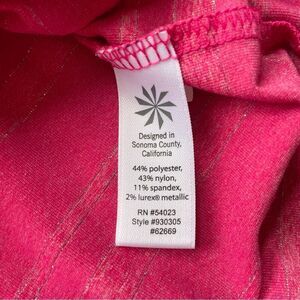 Designed in
Sonoma County,
California
44% polyester,
43% nylon,
11% spandex,
2% lurex® metallic
RN #54023
Style #930305
#62669